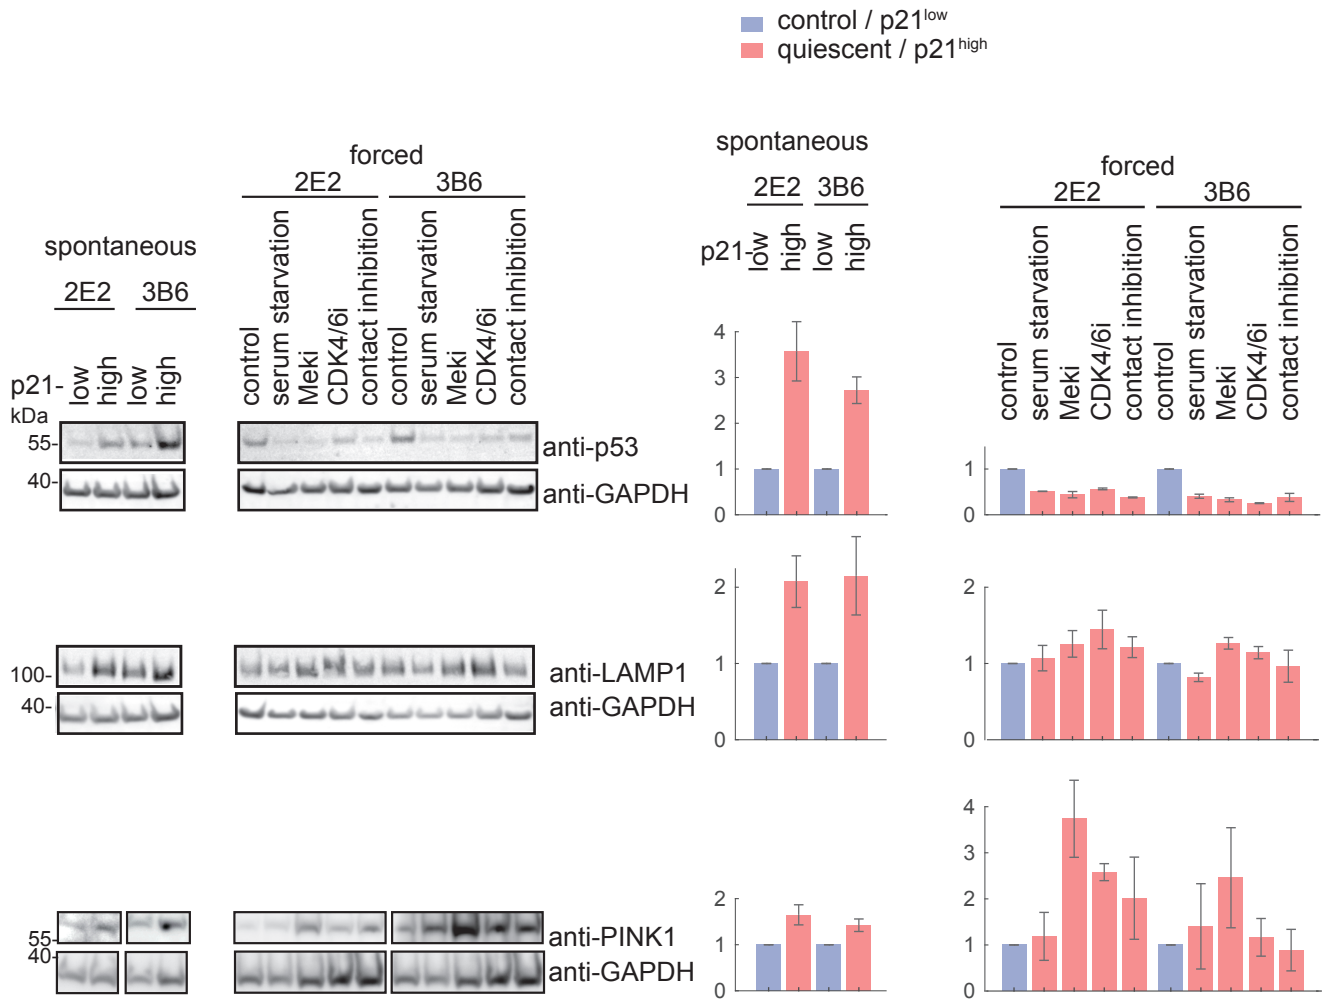 control / p21low
quiescent / p21high
forced
2E2 3B6
spontaneous
2E2 3B6
p21- low high low high
control serum starvation Meki CDK4/6i contact inhibition control serum starvation Meki CDK4/6i contact inhibition
kDa
55- anti-p53
40- anti-GAPDH
100- anti-LAMP1
40- anti-GAPDH
55- anti-PINK1
40- anti-GAPDH
spontaneous
2E2 3B6
p21- low high low high
4
3
2
1
0
2
1
0
2
1
0
forced
2E2 3B6
control serum starvation Meki CDK4/6i contact inhibition control serum starvation Meki CDK4/6i contact inhibition
1
0
2
1
0
4
3
2
1
0